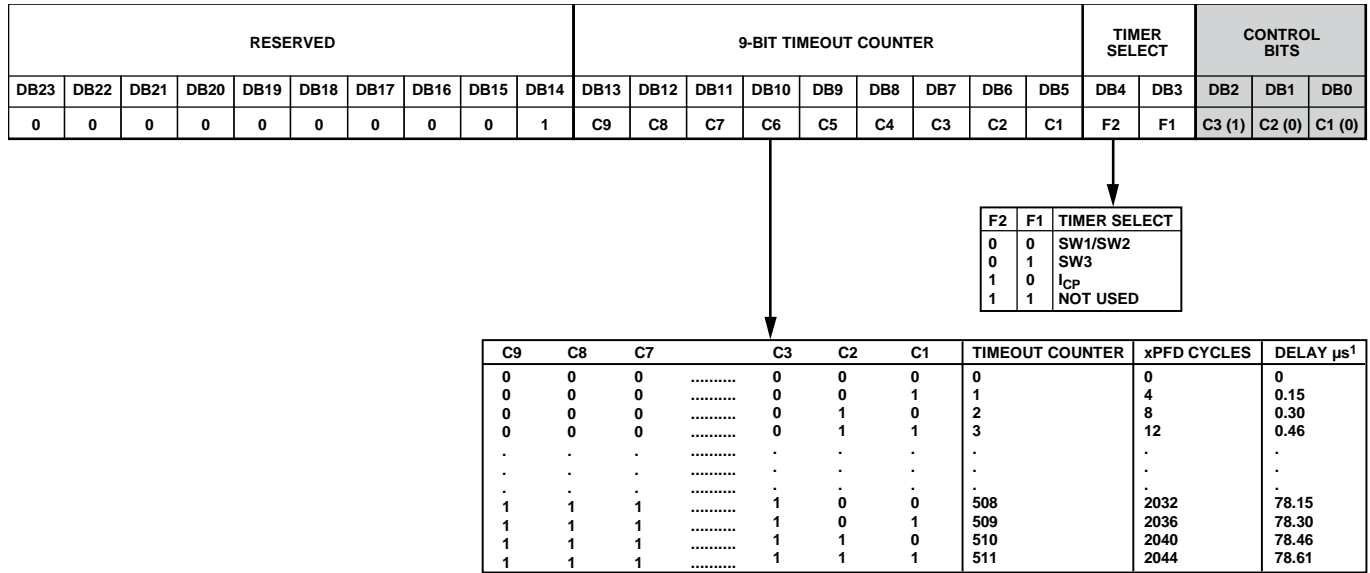 RESERVED
9-BIT TIMEOUT COUNTER
TIMER
SELECT
CONTROL
BITS
DB23 DB22 DB21 DB20 DB19 DB18 DB17 DB16 DB15 DB14 DB13 DB12 DB11 DB10 DB9 DB8 DB7 DB6 DB5 DB4 DB3 DB2 DB1 DB0
0 0 0 0 0 0 0 0 0 1 C9 C8 C7 C6 C5 C4 C3 C2 C1 F2 F1 C3 (1) C2 (0) C1 (0)
F2 F1 TIMER SELECT
0 0 SW1/SW2
0 1 SW3
1 0 ICP
1 1 NOT USED
C9 C8 C7 C3 C2 C1 TIMEOUT COUNTER xPFD CYCLES DELAY µs1
0 0 0 .......... 0 0 0 0 0 0
0 0 0 .......... 0 0 1 1 4 0.15
0 0 0 .......... 0 1 0 2 8 0.30
0 0 0 .......... 0 1 1 3 12 0.46
. . . .......... . . . . . .
. . . .......... . . . . . .
. . . .......... . . . . . .
1 1 1 .......... 1 0 0 508 2032 78.15
1 1 1 .......... 1 0 1 509 2036 78.30
1 1 1 .......... 1 1 0 510 2040 78.46
1 1 1 .......... 1 1 1 511 2044 78.61